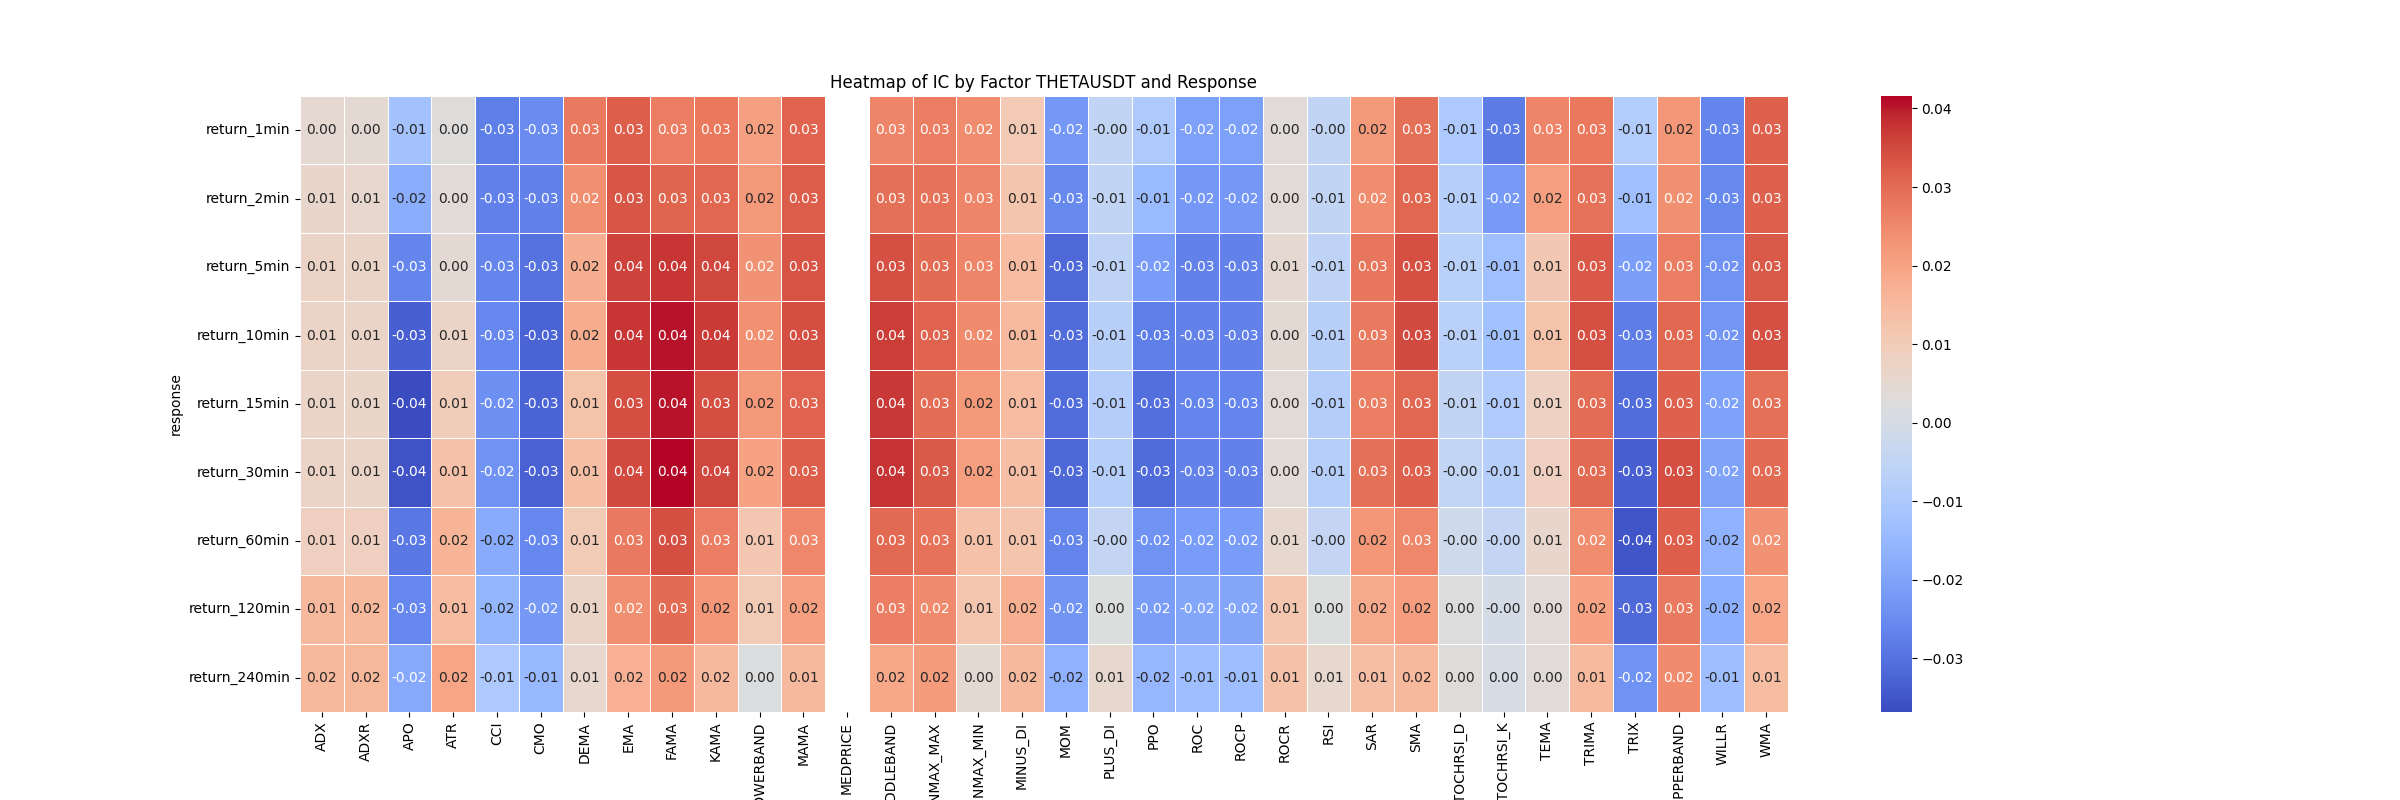 Heatmap of IC by Factor THETAUSDT and Response
response
return_1min 0.00 0.00 -0.01 0.00 -0.03 -0.03 0.03 0.03 0.03 0.03 0.02 0.03 0.03 0.03 0.02 0.01 -0.02 -0.00 -0.01 -0.02 -0.02 0.00 -0.00 0.02 0.03 -0.01 -0.03 0.03 0.03 -0.01 0.02 -0.03 0.03
return_2min 0.01 0.01 -0.02 0.00 -0.03 -0.03 0.02 0.03 0.03 0.03 0.02 0.03 0.03 0.03 0.03 0.01 -0.03 -0.01 -0.01 -0.02 -0.02 0.00 -0.01 0.02 0.03 -0.01 -0.02 0.02 0.03 -0.01 0.02 -0.03 0.03
return_5min 0.01 0.01 -0.03 0.00 -0.03 -0.03 0.02 0.04 0.04 0.04 0.02 0.03 0.03 0.03 0.03 0.01 -0.03 -0.01 -0.02 -0.03 -0.03 0.01 -0.01 0.03 0.03 -0.01 -0.01 0.01 0.03 -0.02 0.03 -0.02 0.03
return_10min 0.01 0.01 -0.03 0.01 -0.03 -0.03 0.02 0.04 0.04 0.04 0.02 0.03 0.04 0.03 0.02 0.01 -0.03 -0.01 -0.03 -0.03 -0.03 0.00 -0.01 0.03 0.03 -0.01 -0.01 0.01 0.03 -0.03 0.03 -0.02 0.03
return_15min 0.01 0.01 -0.04 0.01 -0.02 -0.03 0.01 0.03 0.04 0.03 0.02 0.03 0.04 0.03 0.02 0.01 -0.03 -0.01 -0.03 -0.03 -0.03 0.00 -0.01 0.03 0.03 -0.01 -0.01 0.01 0.03 -0.03 0.03 -0.02 0.03
return_30min 0.01 0.01 -0.04 0.01 -0.02 -0.03 0.01 0.04 0.04 0.04 0.02 0.03 0.04 0.03 0.02 0.01 -0.03 -0.01 -0.03 -0.03 -0.03 0.00 -0.01 0.03 0.03 -0.00 -0.01 0.01 0.03 -0.03 0.03 -0.02 0.03
return_60min 0.01 0.01 -0.03 0.02 -0.02 -0.03 0.01 0.03 0.03 0.03 0.01 0.03 0.03 0.03 0.01 0.01 -0.03 -0.00 -0.02 -0.02 -0.02 0.01 -0.00 0.02 0.03 -0.00 -0.00 0.01 0.02 -0.04 0.03 -0.02 0.02
return_120min 0.01 0.02 -0.03 0.01 -0.02 -0.02 0.01 0.02 0.03 0.02 0.01 0.02 0.03 0.02 0.01 0.02 -0.02 0.00 -0.02 -0.02 -0.02 0.01 0.00 0.02 0.02 0.00 -0.00 0.00 0.02 -0.03 0.03 -0.02 0.02
return_240min 0.02 0.02 -0.02 0.02 -0.01 -0.01 0.01 0.02 0.02 0.02 0.00 0.01 0.02 0.02 0.00 0.02 -0.02 0.01 -0.02 -0.01 -0.01 0.01 0.01 0.01 0.02 0.00 0.00 0.00 0.01 -0.02 0.02 -0.01 0.01
ADX
ADXR
APO
ATR
CCI
CMO
DEMA
EMA
FAMA
KAMA
OWERBAND
MAMA
MEDPRICE
DDLEBAND
NMAX_MAX
NMAX_MIN
MINUS_DI
MOM
PLUS_DI
PPO
ROC
ROCP
ROCR
RSI
SAR
SMA
TOCHRSI_D
TOCHRSI_K
TEMA
TRIMA
TRIX
PPERBAND
WILLR
WMA
0.04
0.03
0.02
0.01
0.00
−0.01
−0.02
−0.03